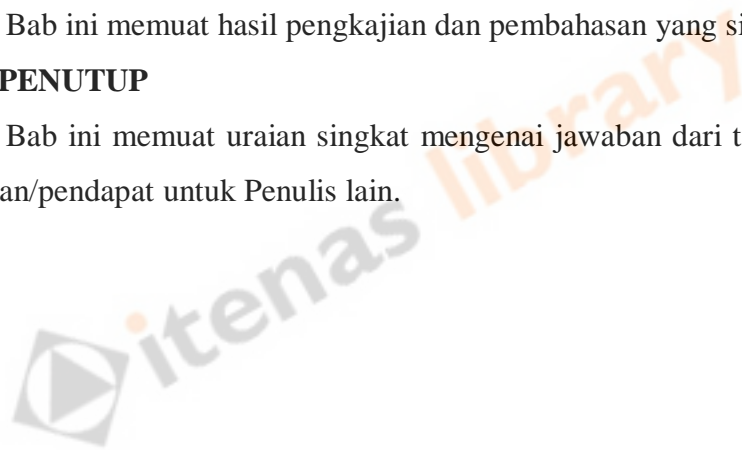 Bab ini memuat hasil pengkajian dan pembahasan yang si
PENUTUP
Bab ini memuat uraian singkat mengenai jawaban dari t
an/pendapat untuk Penulis lain.
itenas library